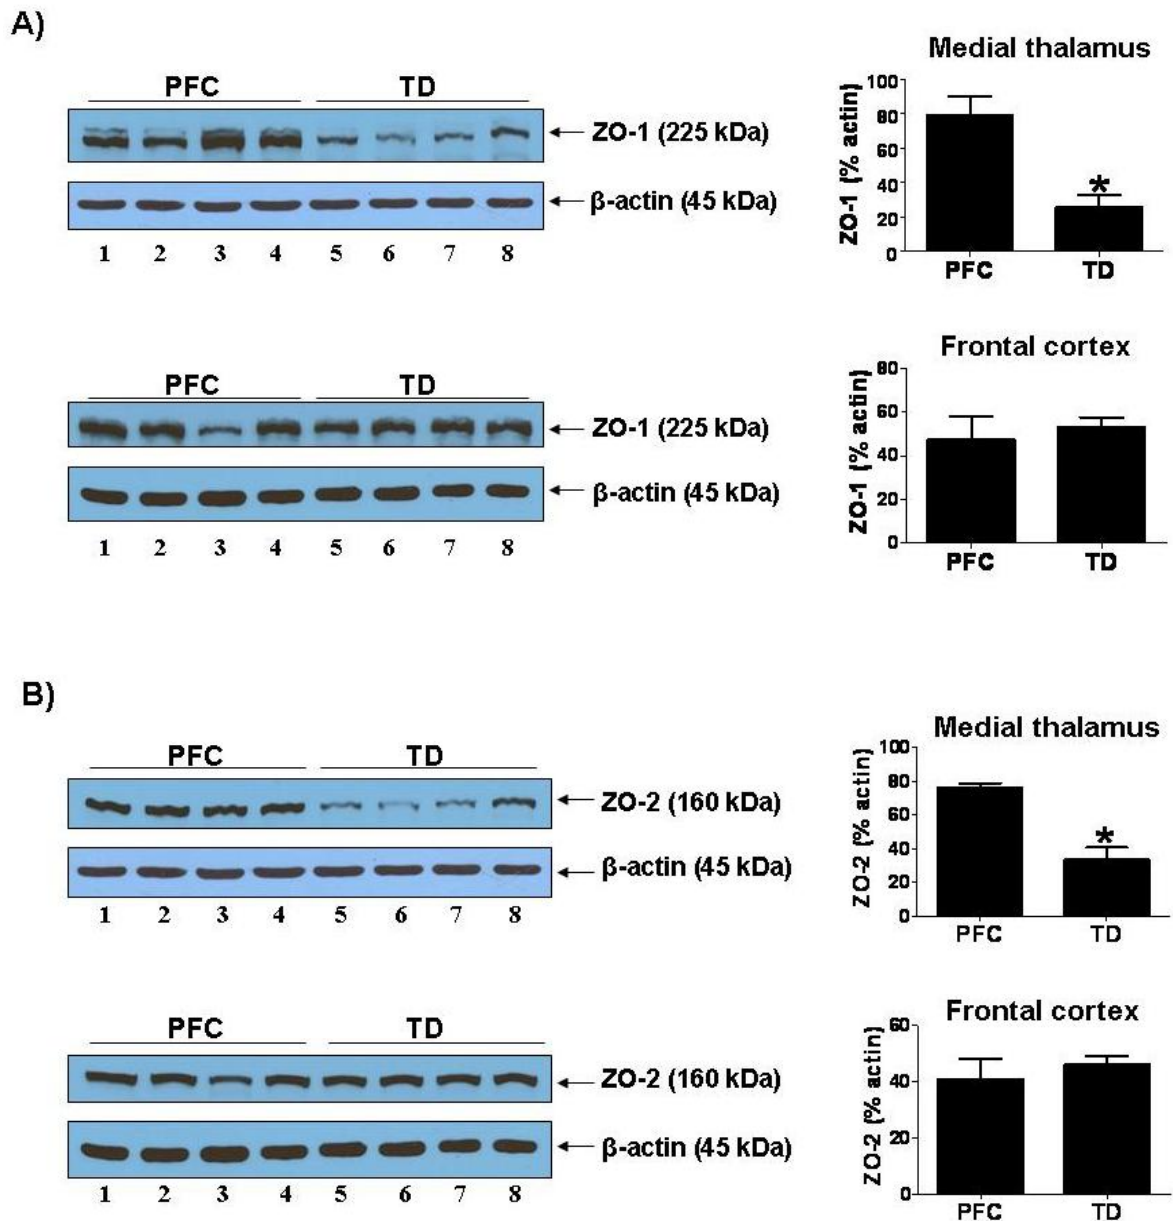 A)
PFC TD
ZO-1 (225 kDa)
β-actin (45 kDa)
1 2 3 4 5 6 7 8
Medial thalamus
ZO-1 (% actin)
100
80
60
40
20
0
*
PFC TD
PFC TD
ZO-1 (225 kDa)
β-actin (45 kDa)
1 2 3 4 5 6 7 8
Frontal cortex
ZO-1 (% actin)
80
60
40
20
0
PFC TD
B)
PFC TD
ZO-2 (160 kDa)
β-actin (45 kDa)
1 2 3 4 5 6 7 8
Medial thalamus
ZO-2 (% actin)
100
80
60
40
20
0
*
PFC TD
PFC TD
ZO-2 (160 kDa)
β-actin (45 kDa)
1 2 3 4 5 6 7 8
Frontal cortex
ZO-2 (% actin)
60
40
20
0
PFC TD